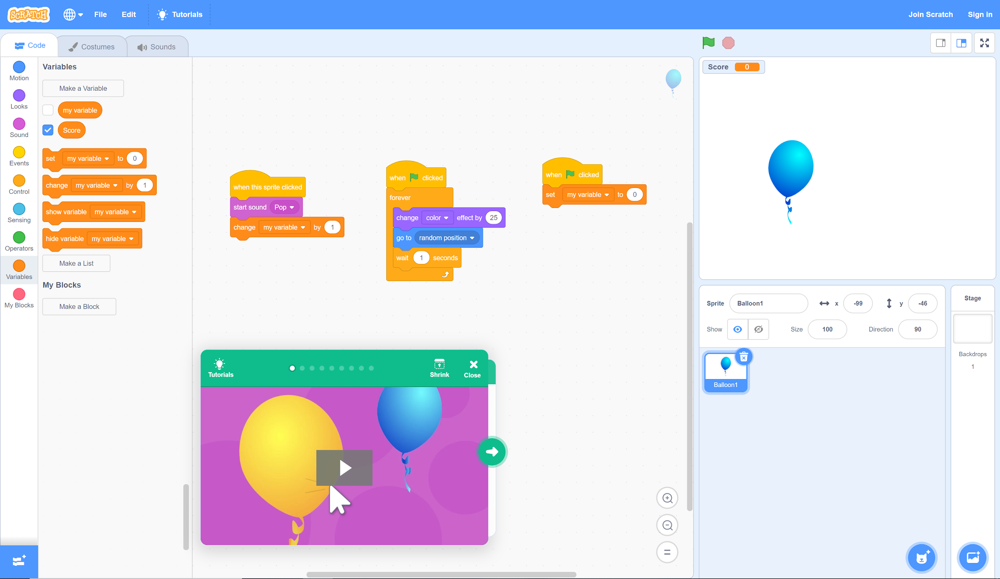 SCRATCH File Edit Tutorials Join Scratch Sign in
Code Costumes Sounds
Motion
Looks
Sound
Events
Control
Sensing
Operators
Variables
My Blocks
Variables
Make a Variable
my variable
Score
set my variable to 0
change my variable by 1
show variable my variable
hide variable my variable
Make a List
My Blocks
Make a Block
when this sprite clicked
start sound Pop
change my variable by 1
when clicked
forever
change color effect by 25
go to random position
wait 1 seconds
when clicked
set my variable to 0
Tutorials Shrink Close
Score 0
Sprite Balloon1 x -99 y -46
Show Size 100 Direction 90
Balloon1
Stage
Backdrops
1